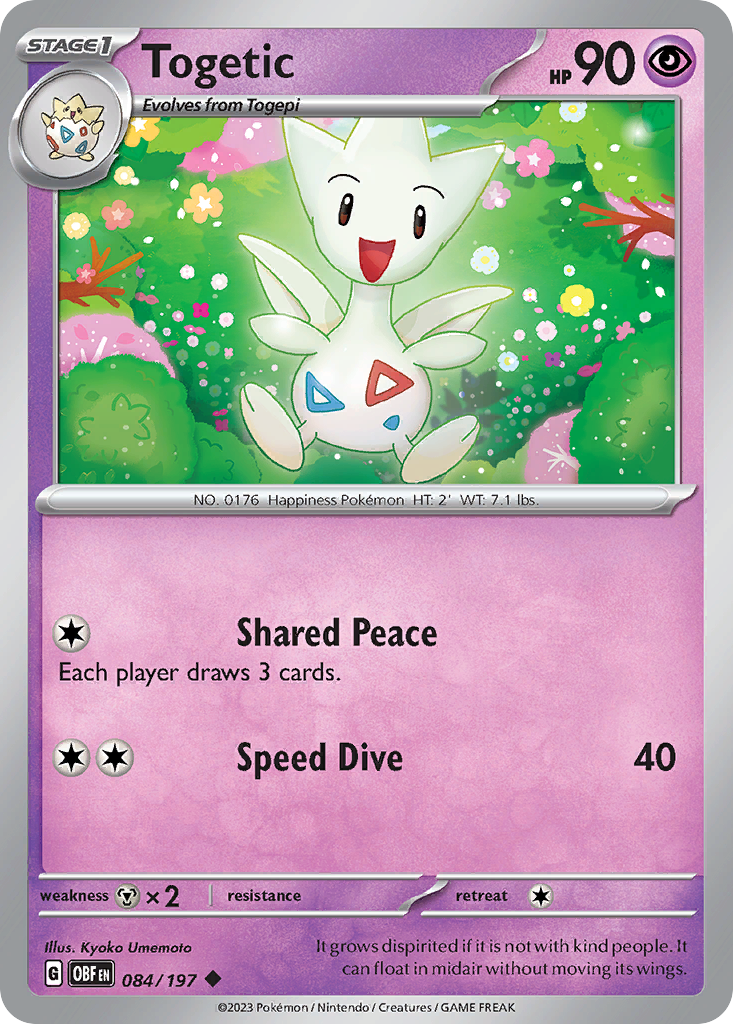 STAGE 1
Togetic
HP 90
Evolves from Togepi
NO. 0176 Happiness Pokémon HT: 2' WT: 7.1 lbs.
Shared Peace
Each player draws 3 cards.
Speed Dive 40
weakness ×2 resistance retreat
Illus. Kyoko Umemoto
It grows dispirited if it is not with kind people. It
can float in midair without moving its wings.
G OBF EN 084/197
©2023 Pokémon / Nintendo / Creatures / GAME FREAK